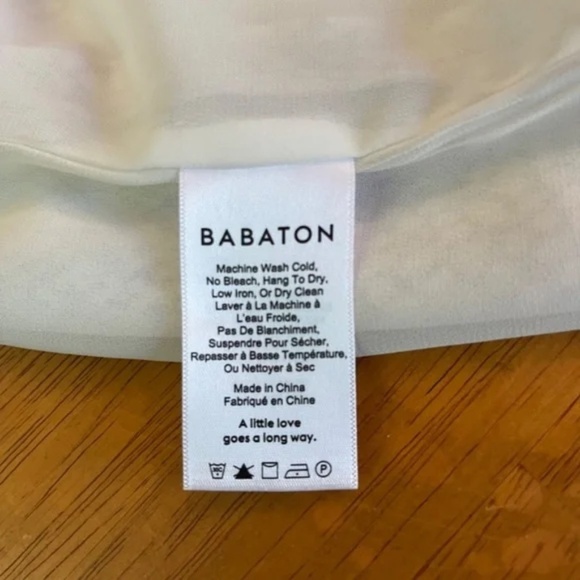 BABATON
Machine Wash Cold,
No Bleach, Hang To Dry,
Low Iron, Or Dry Clean
Laver à La Machine à
L'eau Froide,
Pas De Blanchiment,
Suspendre Pour Sécher,
Repasser à Basse Température,
Ou Nettoyer à Sec
Made in China
Fabriqué en Chine
A little love
goes a long way.
P